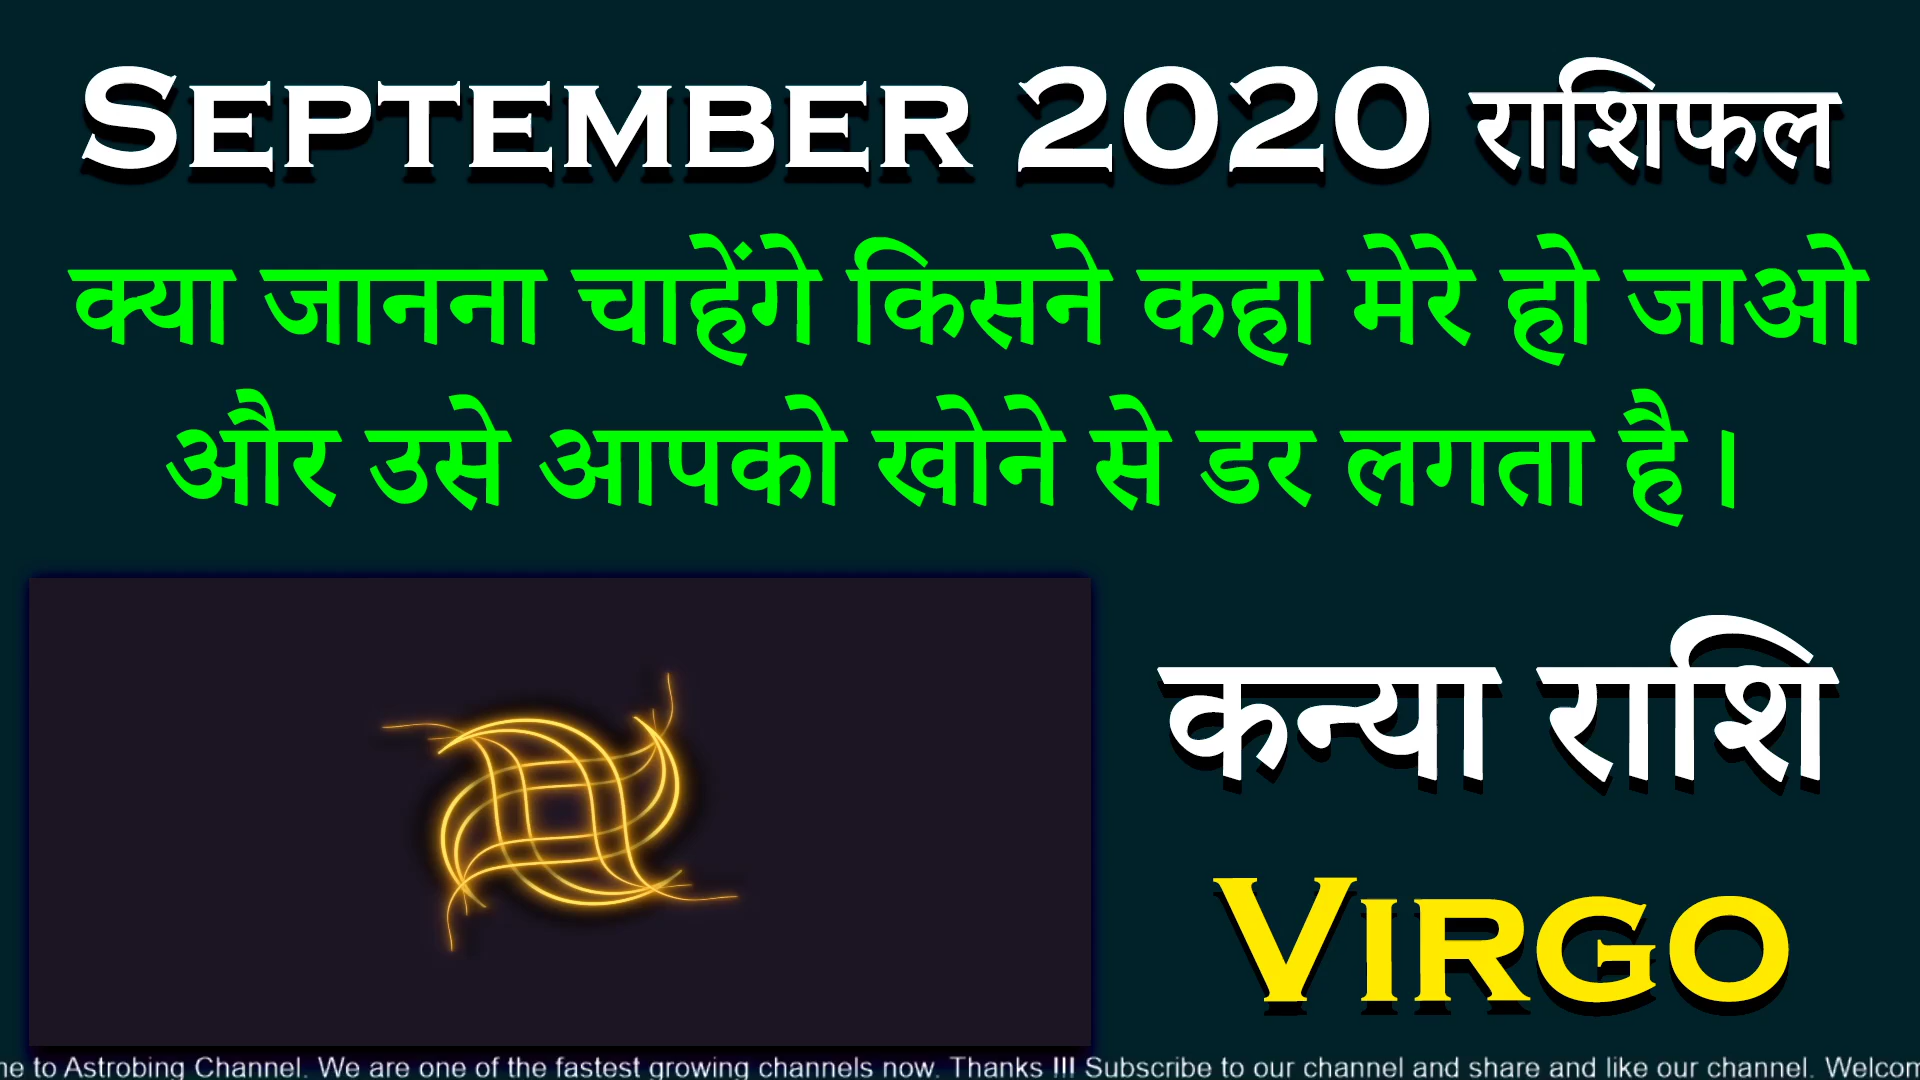 September 2020 राशिफल
क्या जानना चाहेंगे किसने कहा मेरे हो जाओ
और उसे आपको खोने से डर लगता है।
कन्या राशि
Virgo
to Astrobing Channel. We are one of the fastest growing channels now. Thanks !!! Subscribe to our channel and share and like our channel.